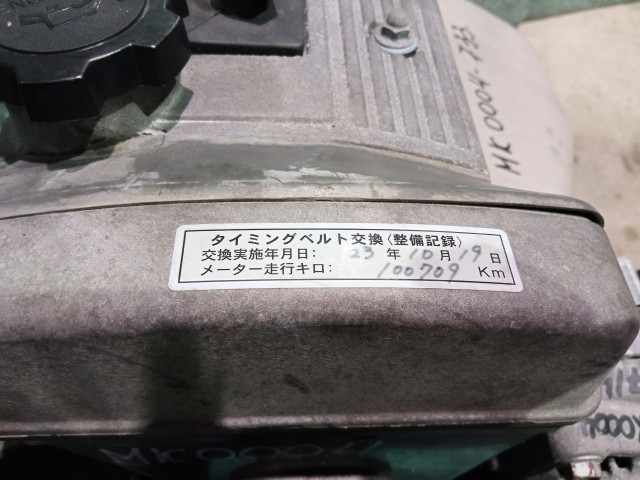 MK0004-733
タイミングベルト交換〈整備記録〉
交換実施年月日: 23 年 10 月 19 日
メーター走行キロ: 100709 Km
MK0004